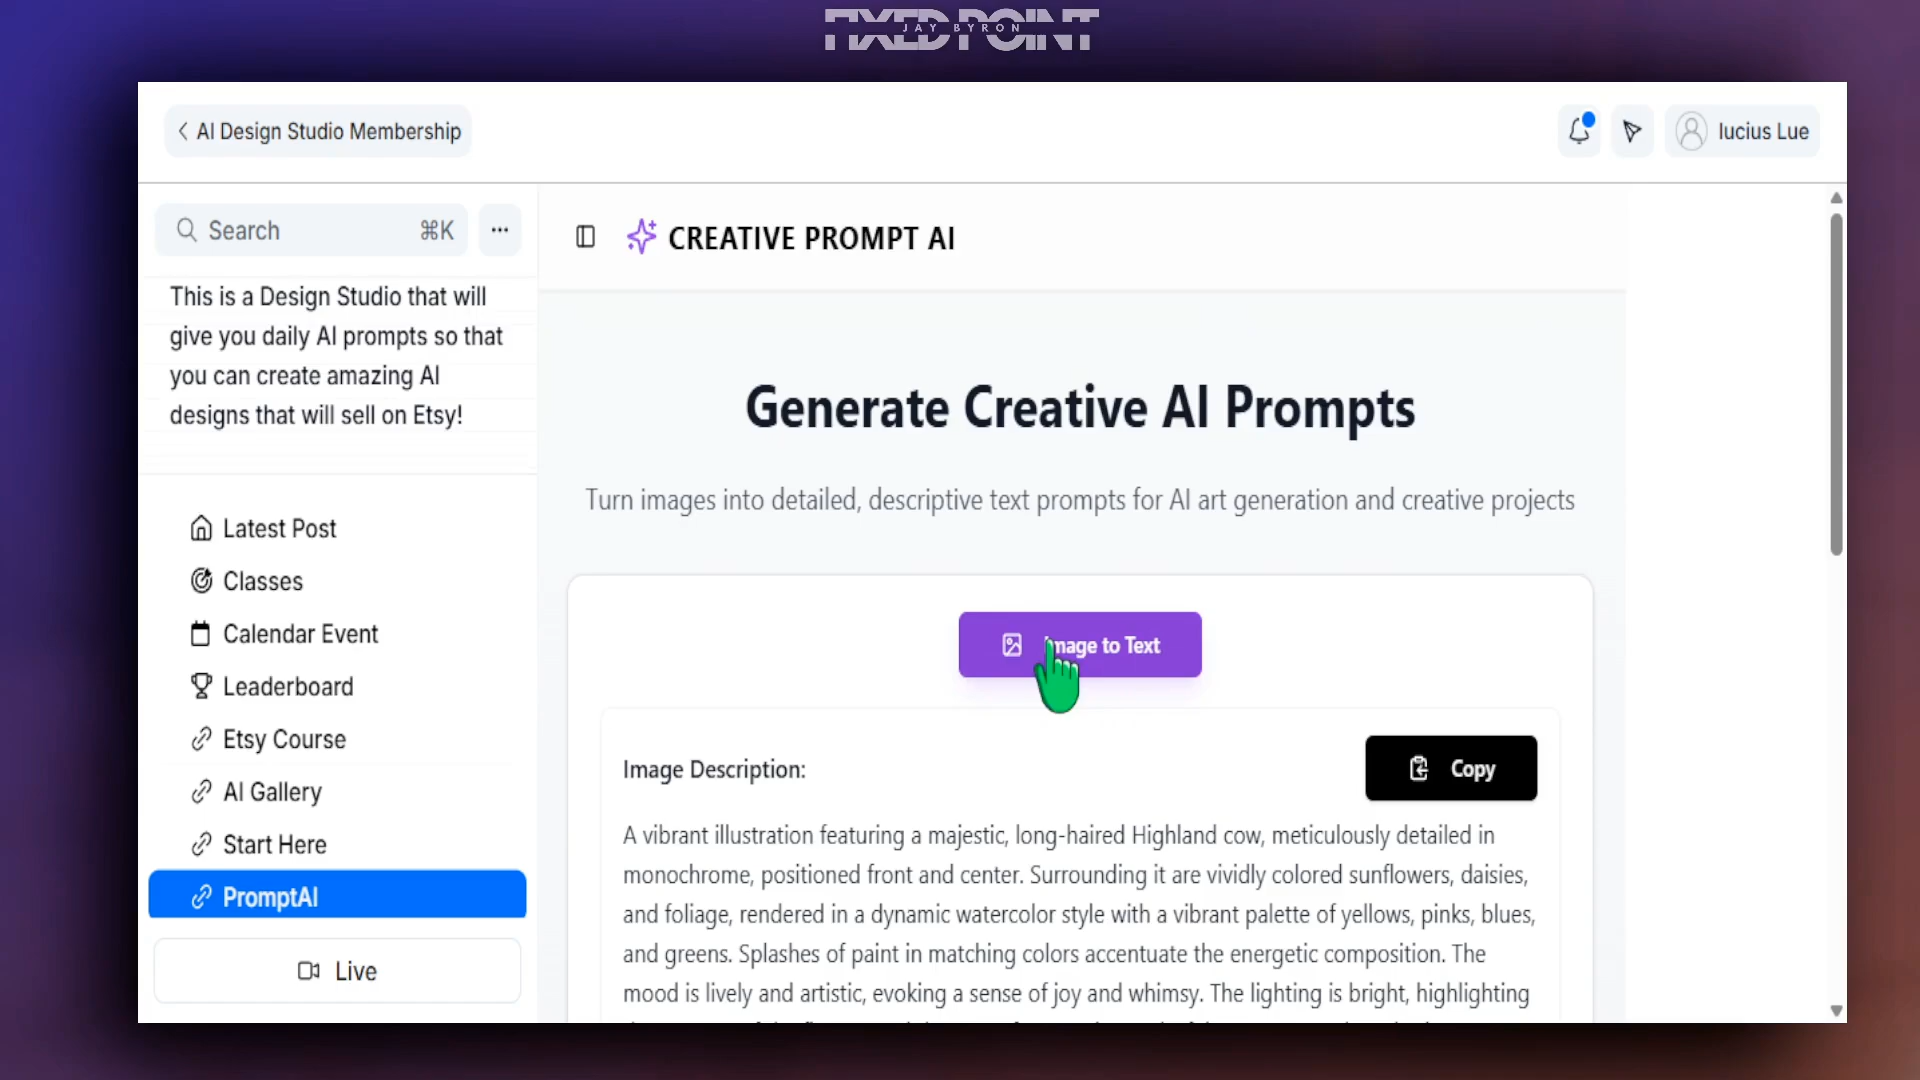 FIXED POINT
JAY BYRON
AI Design Studio Membership
lucius Lue
Search
⌘K
CREATIVE PROMPT AI
This is a Design Studio that will
give you daily AI prompts so that
you can create amazing AI
designs that will sell on Etsy!
Generate Creative AI Prompts
Turn images into detailed, descriptive text prompts for AI art generation and creative projects
Latest Post
Classes
Calendar Event
Leaderboard
Etsy Course
AI Gallery
Start Here
PromptAI
Live
Image to Text
Image Description:
Copy
A vibrant illustration featuring a majestic, long-haired Highland cow, meticulously detailed in
monochrome, positioned front and center. Surrounding it are vividly colored sunflowers, daisies,
and foliage, rendered in a dynamic watercolor style with a vibrant palette of yellows, pinks, blues,
and greens. Splashes of paint in matching colors accentuate the energetic composition. The
mood is lively and artistic, evoking a sense of joy and whimsy. The lighting is bright, highlighting